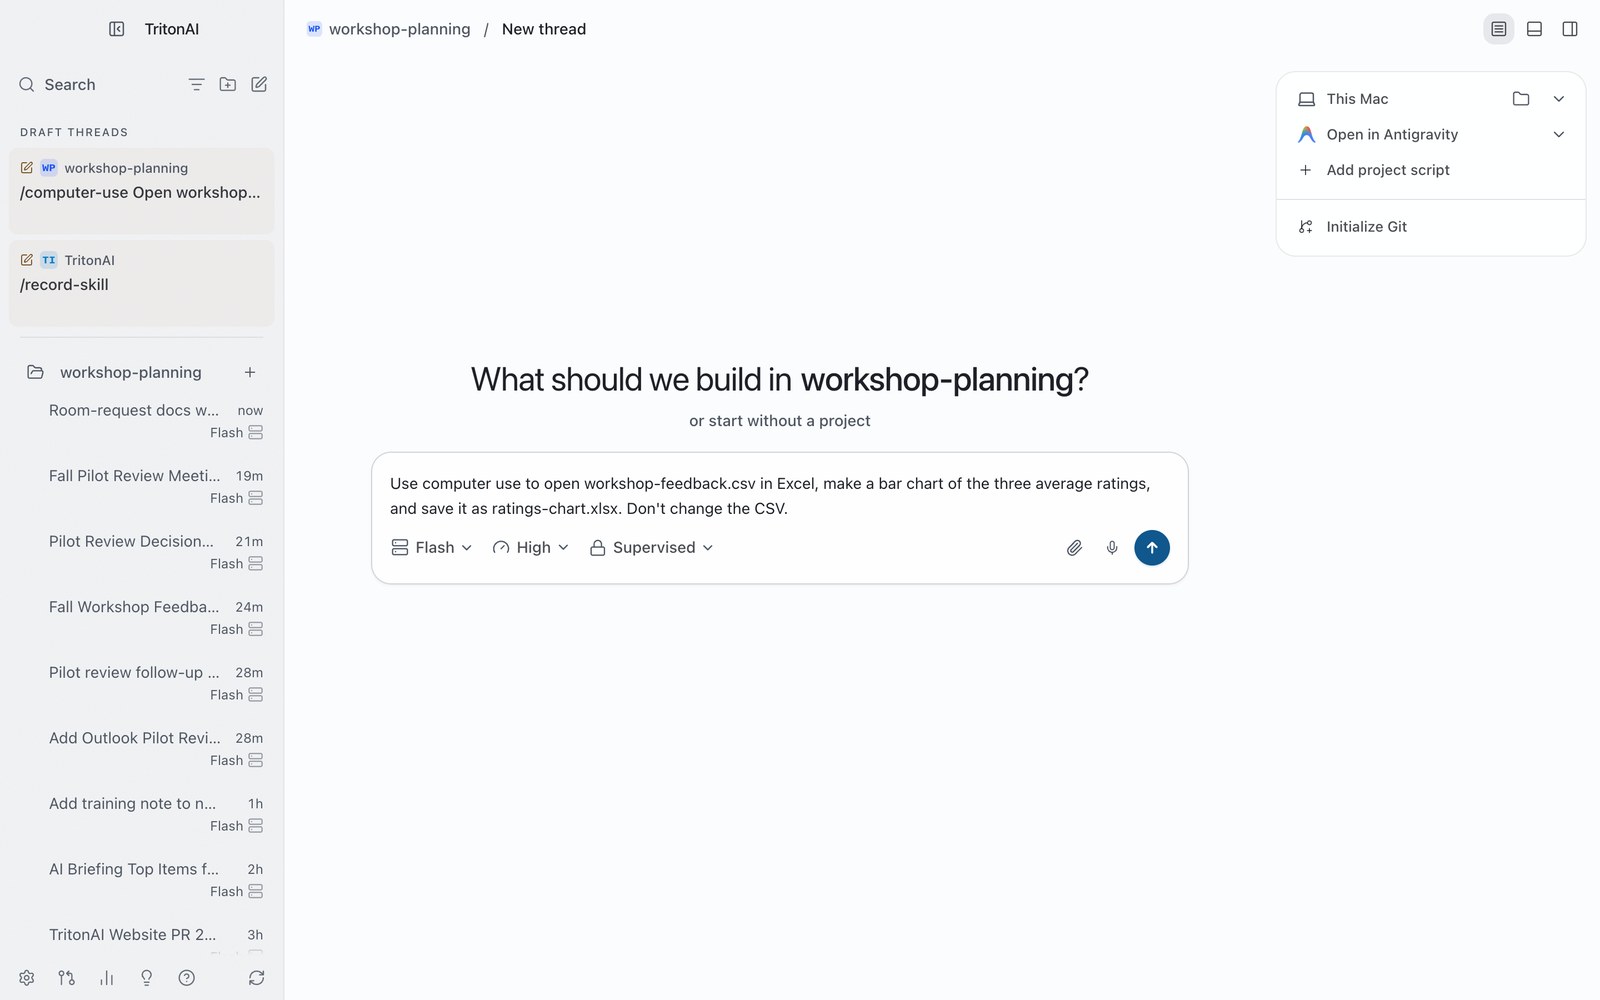 TritonAI
Search
DRAFT THREADS
WP workshop-planning
/computer-use Open workshop...
TI TritonAI
/record-skill
workshop-planning
Room-request docs w... now
Flash
Fall Pilot Review Meeti... 19m
Flash
Pilot Review Decision... 21m
Flash
Fall Workshop Feedba... 24m
Flash
Pilot review follow-up ... 28m
Flash
Add Outlook Pilot Revi... 28m
Flash
Add training note to n... 1h
Flash
AI Briefing Top Items f... 2h
Flash
TritonAI Website PR 2... 3h
WP workshop-planning / New thread
This Mac
Open in Antigravity
Add project script
Initialize Git
What should we build in workshop-planning?
or start without a project
Use computer use to open workshop-feedback.csv in Excel, make a bar chart of the three average ratings,
and save it as ratings-chart.xlsx. Don't change the CSV.
Flash High Supervised